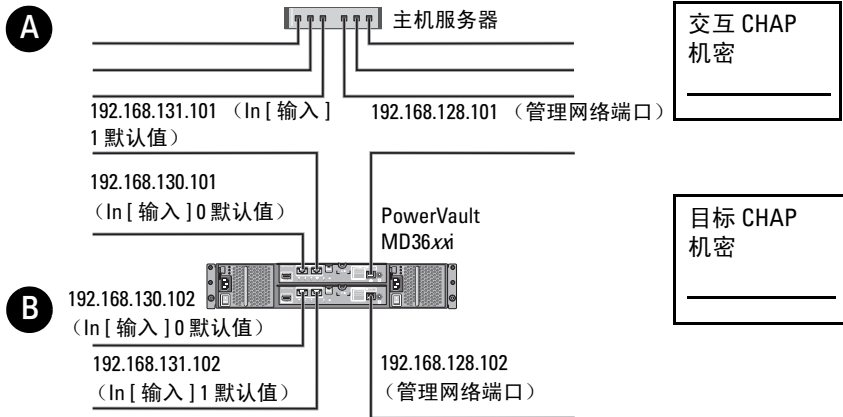 A
主机服务器
交互 CHAP
机密
192.168.131.101 （In [ 输入 ]
1 默认值）
192.168.128.101 （管理网络端口）
192.168.130.101
（In [ 输入 ] 0 默认值）
PowerVault
MD36xxi
目标 CHAP
机密
B
192.168.130.102
（In [ 输入 ] 0 默认值）
192.168.131.102
（In [ 输入 ] 1 默认值）
192.168.128.102
（管理网络端口）